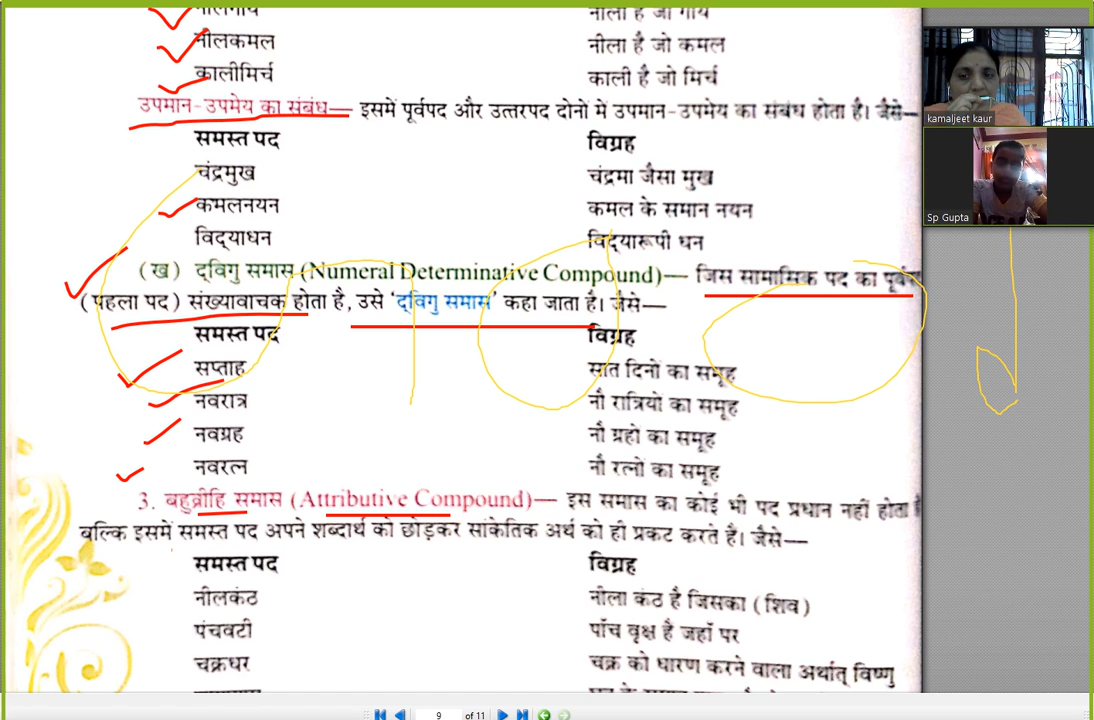 नीलगाय नीला है जो गाय
नीलकमल नीला है जो कमल
कालीमिर्च काली है जो मिर्च
उपमान-उपमेय का संबंध— इसमें पूर्वपद और उत्तरपद दोनो में उपमान-उपमेय का संबंध होता है। जैसे—
समस्त पद विग्रह
चंद्रमुख चंद्रमा जैसा मुख
कमलनयन कमल के समान नयन
विद्याधन विद्यारूपी धन
(ख) द्विगु समास (Numeral Determinative Compound)— जिस सामासिक पद का पूर्वपद
(पहला पद) संख्यावाचक होता है, उसे 'द्विगु समास' कहा जाता है। जैसे—
समस्त पद विग्रह
सप्ताह सात दिनों का समूह
नवरात्र नौ रात्रियों का समूह
नवग्रह नौ ग्रहों का समूह
नवरत्न नौ रत्नों का समूह
3. बहुव्रीहि समास (Attributive Compound)— इस समास का कोई भी पद प्रधान नहीं होता है
बल्कि इसमें समस्त पद अपने शब्दार्थ को छोड़कर सांकेतिक अर्थ को ही प्रकट करते है। जैसे—
समस्त पद विग्रह
नीलकंठ नीला कंठ है जिसका (शिव)
पंचवटी पाँच वृक्ष है जहाँ पर
चक्रधर चक्र को धारण करने वाला अर्थात् विष्णु
kamaljeet kaur
Sp Gupta
9 of 11